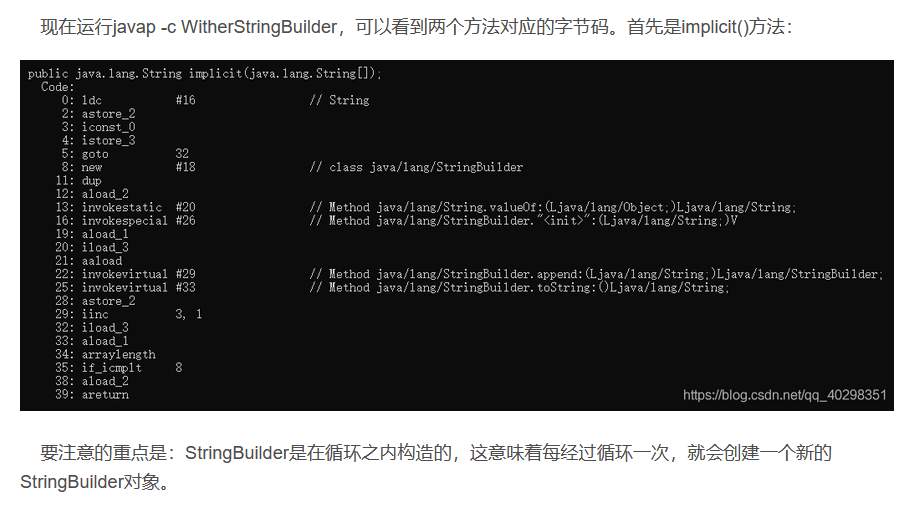 现在运行javap -c WitherStringBuilder，可以看到两个方法对应的字节码。首先是implicit()方法：
public java.lang.String implicit(java.lang.String[]);
Code:
0: ldc #16 // String
2: astore_2
3: iconst_0
4: istore_3
5: goto 32
8: new #18 // class java/lang/StringBuilder
11: dup
12: aload_2
13: invokestatic #20 // Method java/lang/String.valueOf:(Ljava/lang/Object;)Ljava/lang/String;
16: invokespecial #26 // Method java/lang/StringBuilder."<init>":(Ljava/lang/String;)V
19: aload_1
20: iload_3
21: aaload
22: invokevirtual #29 // Method java/lang/StringBuilder.append:(Ljava/lang/String;)Ljava/lang/StringBuilder;
25: invokevirtual #33 // Method java/lang/StringBuilder.toString:()Ljava/lang/String;
28: astore_2
29: iinc 3, 1
32: iload_3
33: aload_1
34: arraylength
35: if_icmplt 8
38: aload_2
39: areturn
https://blog.csdn.net/qq_40298351
要注意的重点是：StringBuilder是在循环之内构造的，这意味着每经过循环一次，就会创建一个新的
StringBuilder对象。